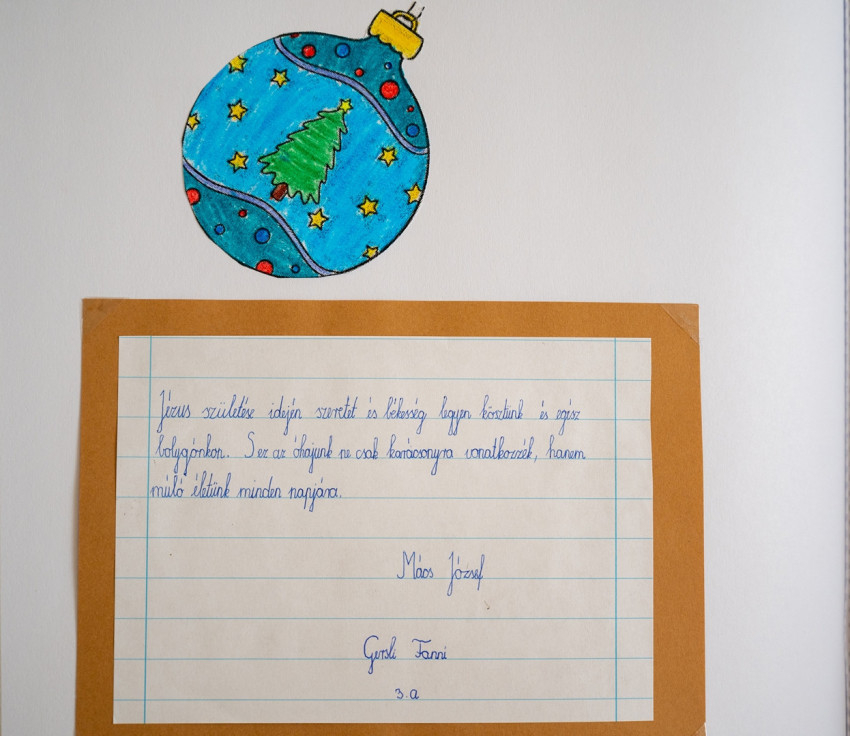 Jézus születése idején szeretet és békesség legyen köztünk és egész
bolygónkon. S ez az óhajunk ne csak karácsonyra vonatkozzék, hanem
múló életünk minden napjára.
Mács József
Gersli Fanni
3.a